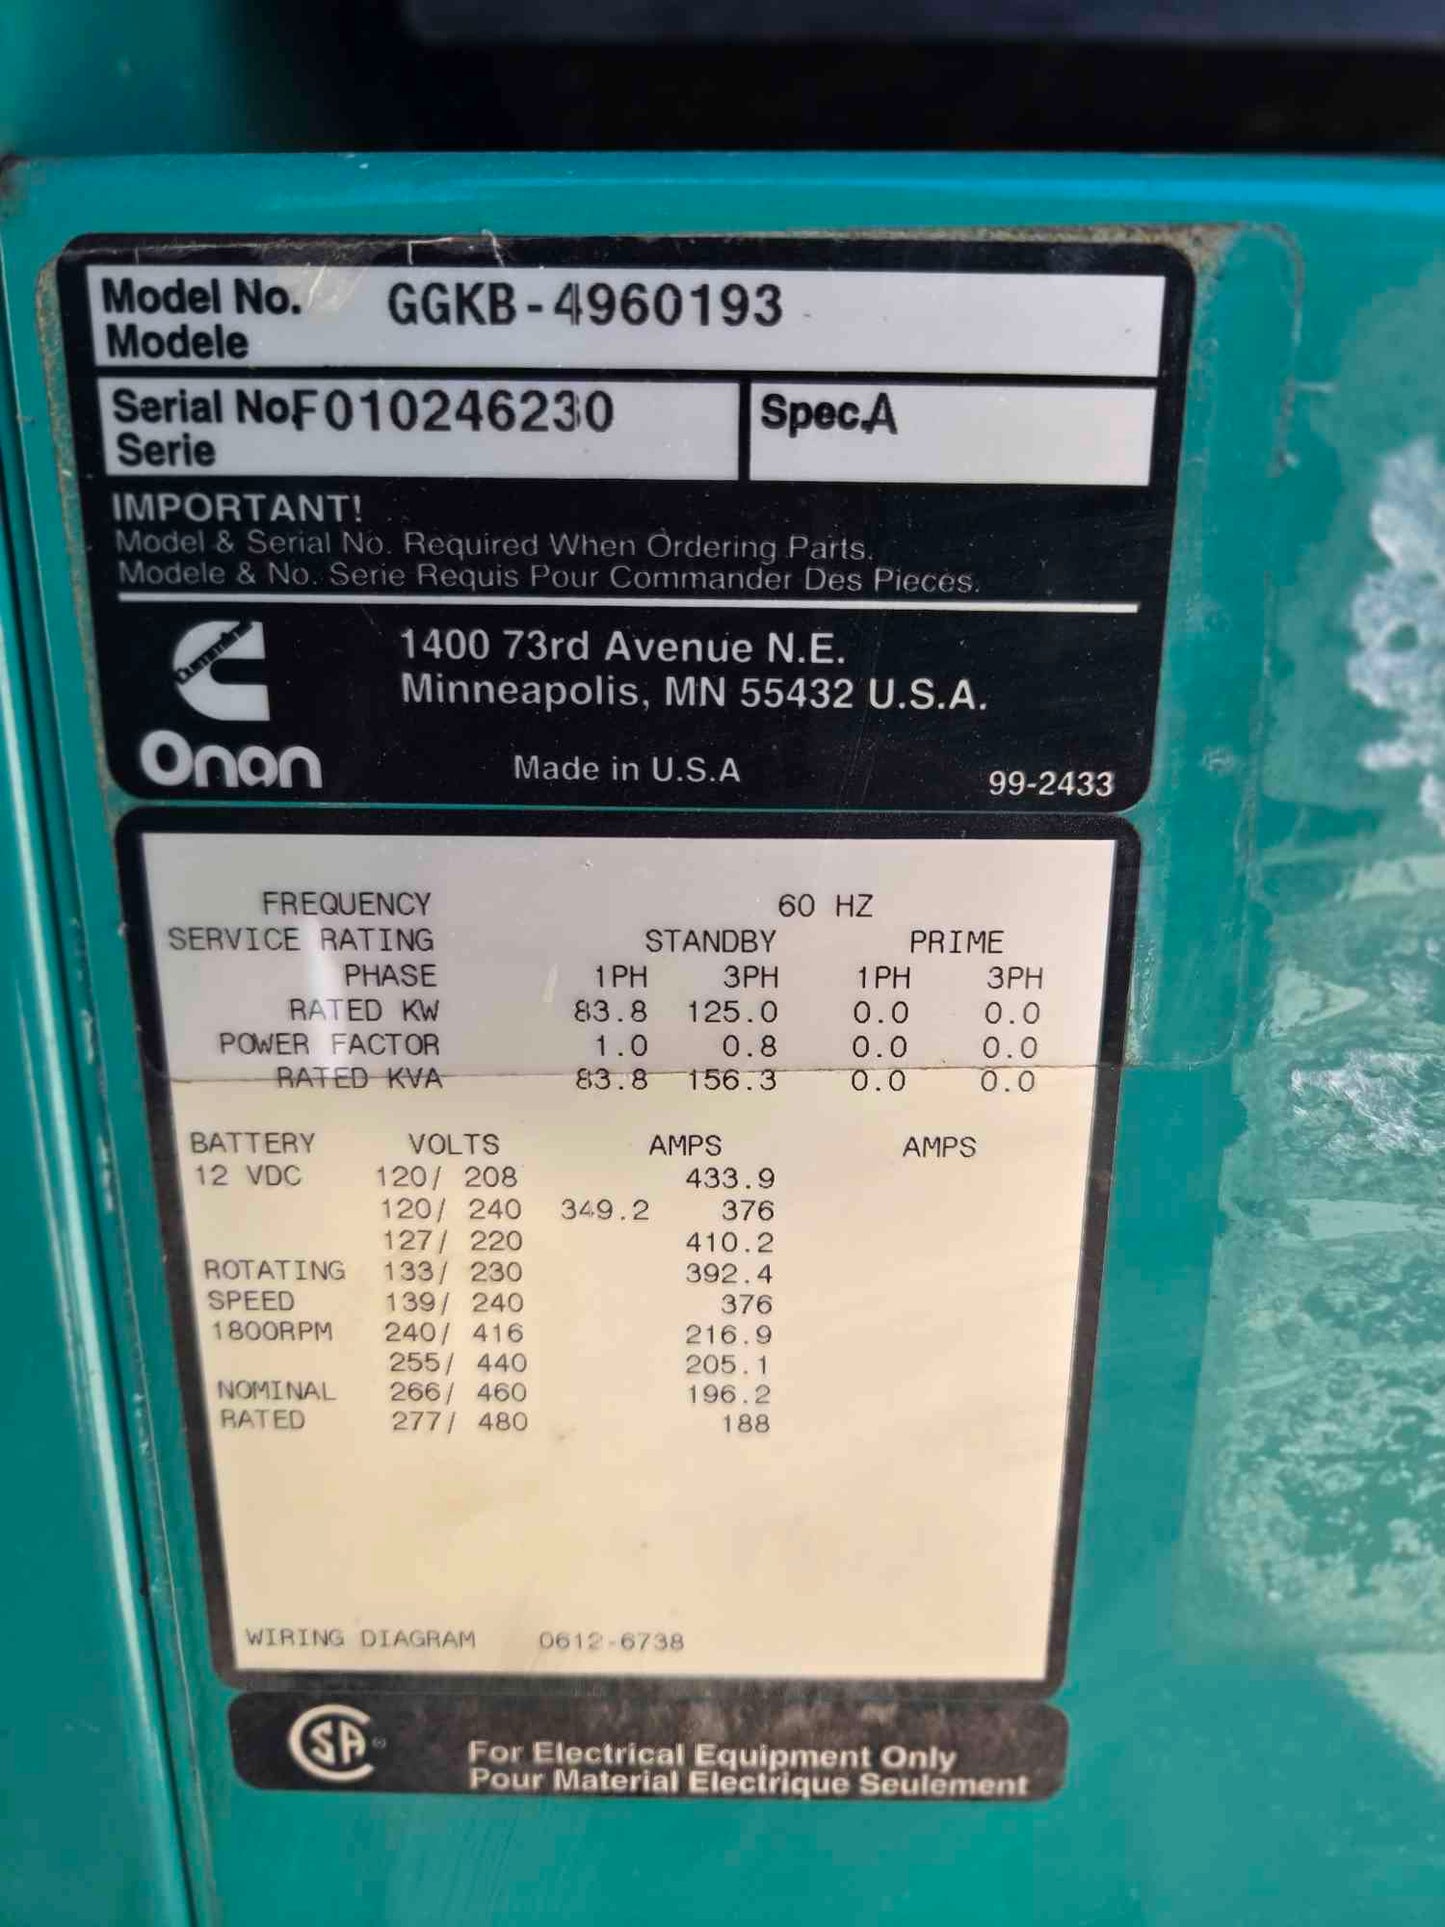 Model No. GGKB-4960193
Modele
Serial No. F010246230 Spec. A
Serie
IMPORTANT!
Model & Serial No. Required When Ordering Parts.
Modele & No. Serie Requis Pour Commander Des Pieces.
Cummins
Onan
1400 73rd Avenue N.E.
Minneapolis, MN 55432 U.S.A.
Made in U.S.A 99-2433
FREQUENCY 60 HZ
SERVICE RATING STANDBY PRIME
PHASE 1PH 3PH 1PH 3PH
RATED KW 83.8 125.0 0.0 0.0
POWER FACTOR 1.0 0.8 0.0 0.0
RATED KVA 83.8 156.3 0.0 0.0
BATTERY VOLTS AMPS AMPS
12 VDC 120/ 208 433.9
120/ 240 349.2 376
127/ 220 410.2
ROTATING 133/ 230 392.4
SPEED 139/ 240 376
1800RPM 240/ 416 216.9
255/ 440 205.1
NOMINAL 266/ 460 196.2
RATED 277/ 480 188
WIRING DIAGRAM 0612-6738
CSA ®
For Electrical Equipment Only
Pour Material Electrique Seulement